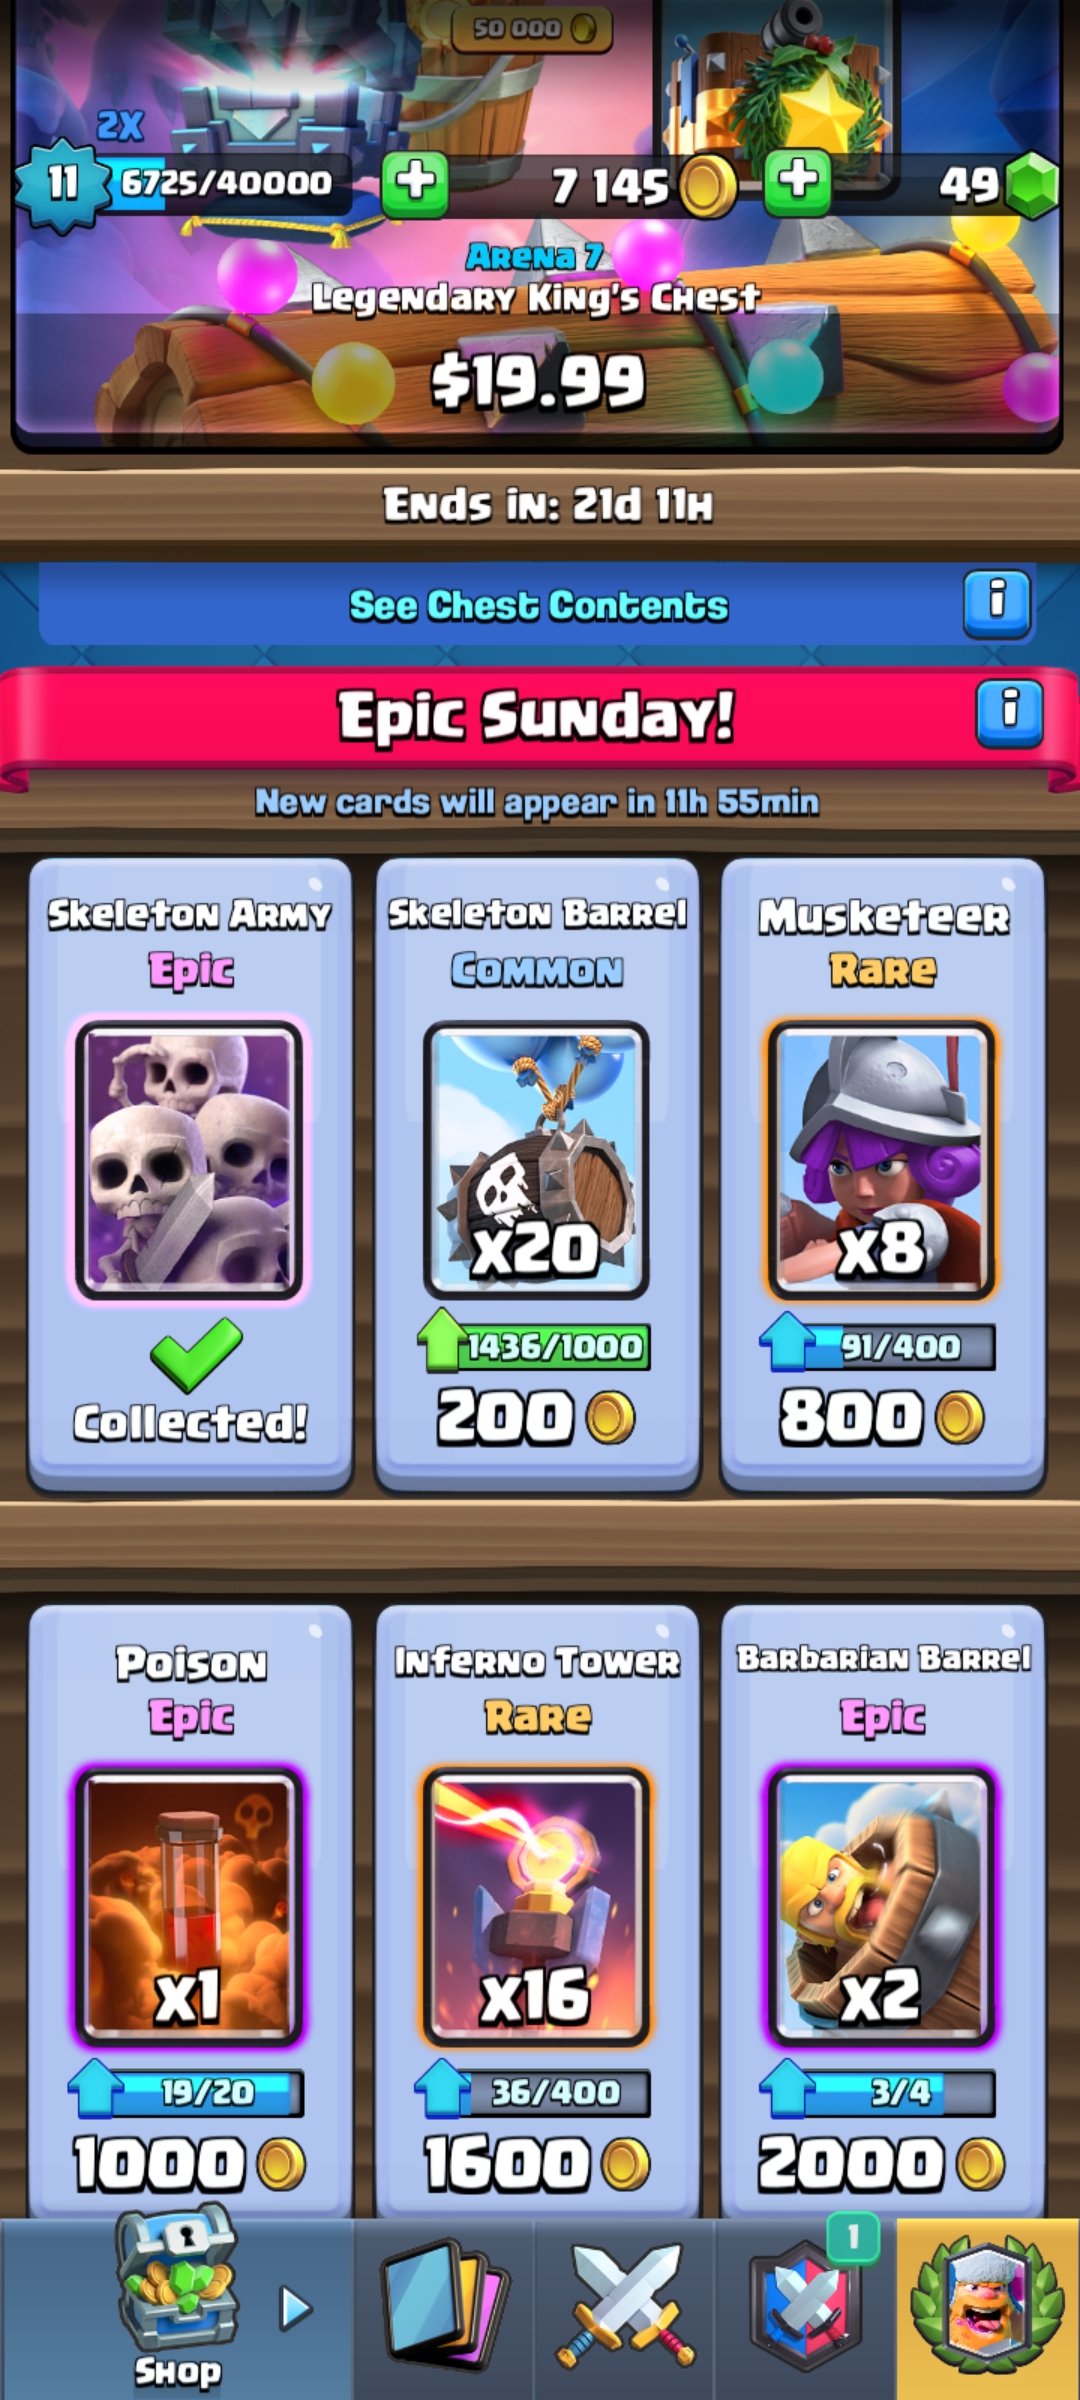 50 000
2X
11
6725/40000
7 145
49
Arena 7
Legendary King's Chest
$19.99
Ends in: 21d 11h
See Chest Contents
i
Epic Sunday!
i
New cards will appear in 11h 55min
Skeleton Army
Epic
Collected!
Skeleton Barrel
Common
x20
1436/1000
200
Musketeer
Rare
x8
91/400
800
Poison
Epic
x1
19/20
1000
Inferno Tower
Rare
x16
36/400
1600
Barbarian Barrel
Epic
x2
3/4
2000
Shop
1